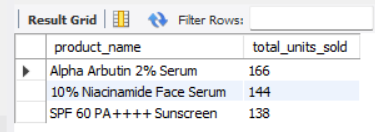 Result Grid Filter Rows:
product_name total_units_sold
Alpha Arbutin 2% Serum 166
10% Niacinamide Face Serum 144
SPF 60 PA++++ Sunscreen 138